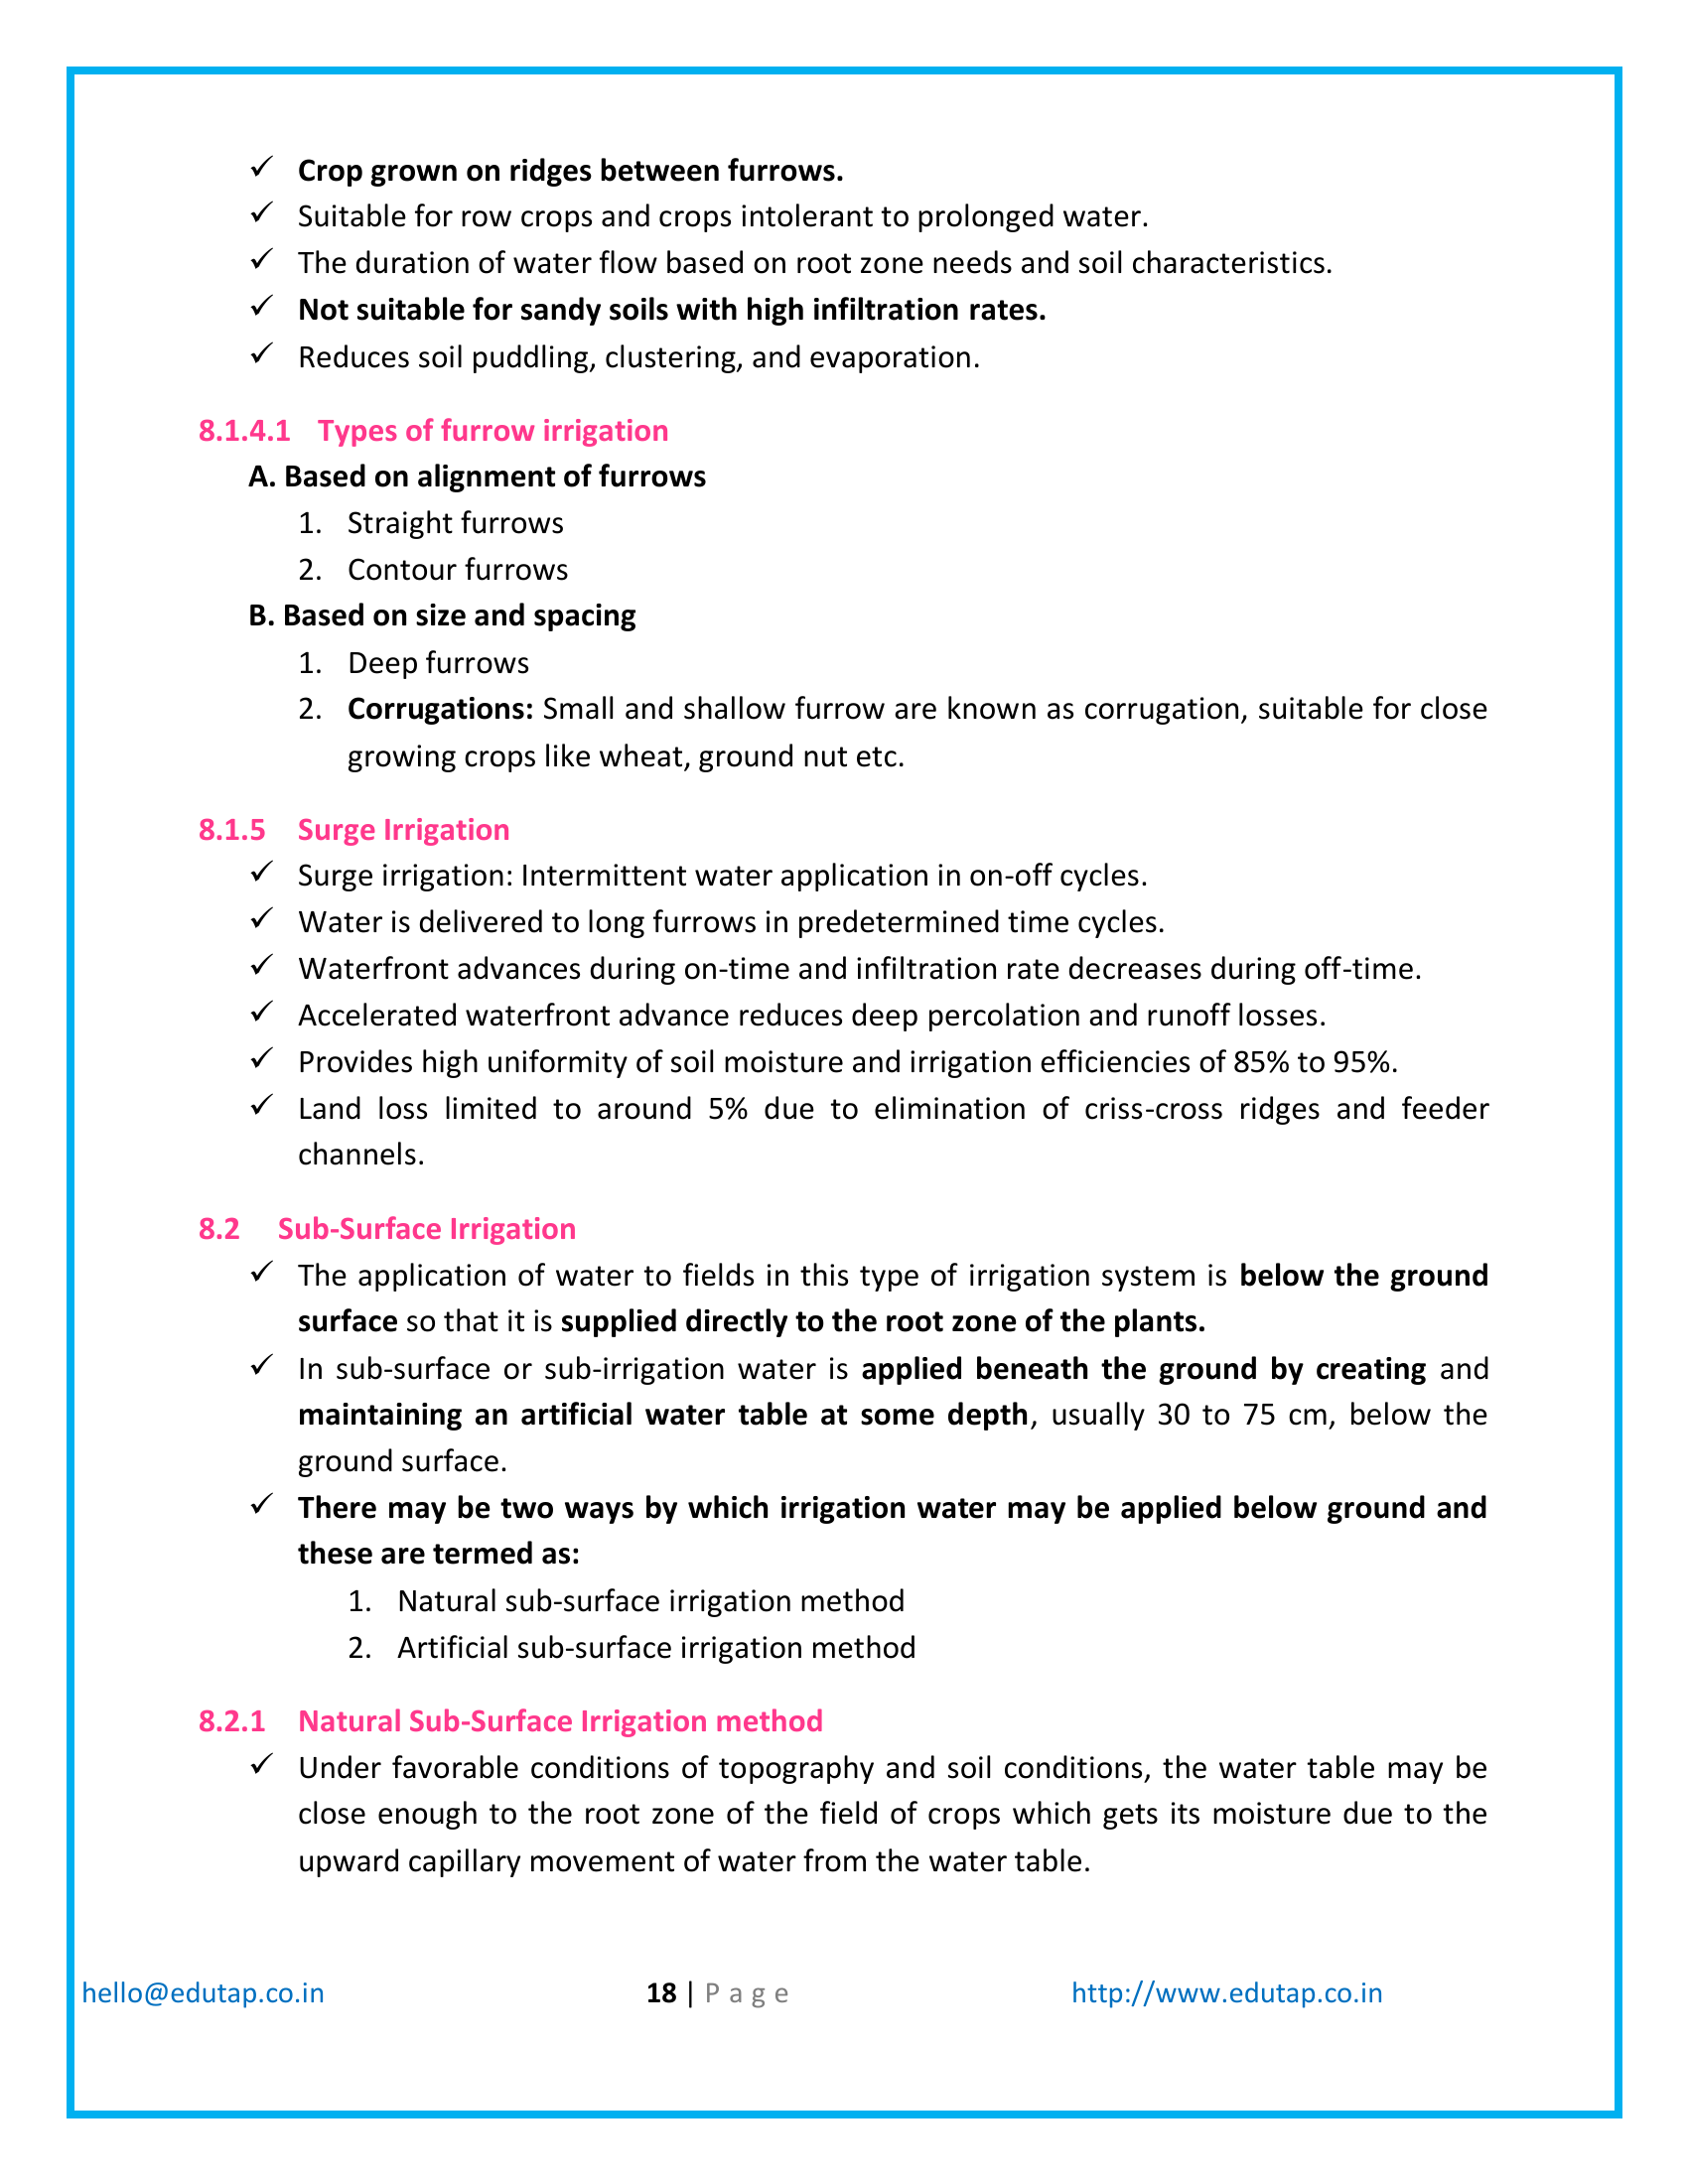 ✓ Crop grown on ridges between furrows.
✓ Suitable for row crops and crops intolerant to prolonged water.
✓ The duration of water flow based on root zone needs and soil characteristics.
✓ Not suitable for sandy soils with high infiltration rates.
✓ Reduces soil puddling, clustering, and evaporation.
8.1.4.1 Types of furrow irrigation
A. Based on alignment of furrows
1. Straight furrows
2. Contour furrows
B. Based on size and spacing
1. Deep furrows
2. Corrugations: Small and shallow furrow are known as corrugation, suitable for close
growing crops like wheat, ground nut etc.
8.1.5 Surge Irrigation
✓ Surge irrigation: Intermittent water application in on-off cycles.
✓ Water is delivered to long furrows in predetermined time cycles.
✓ Waterfront advances during on-time and infiltration rate decreases during off-time.
✓ Accelerated waterfront advance reduces deep percolation and runoff losses.
✓ Provides high uniformity of soil moisture and irrigation efficiencies of 85% to 95%.
✓ Land loss limited to around 5% due to elimination of criss-cross ridges and feeder
channels.
8.2 Sub-Surface Irrigation
✓ The application of water to fields in this type of irrigation system is below the ground
surface so that it is supplied directly to the root zone of the plants.
✓ In sub-surface or sub-irrigation water is applied beneath the ground by creating and
maintaining an artificial water table at some depth, usually 30 to 75 cm, below the
ground surface.
✓ There may be two ways by which irrigation water may be applied below ground and
these are termed as:
1. Natural sub-surface irrigation method
2. Artificial sub-surface irrigation method
8.2.1 Natural Sub-Surface Irrigation method
✓ Under favorable conditions of topography and soil conditions, the water table may be
close enough to the root zone of the field of crops which gets its moisture due to the
upward capillary movement of water from the water table.
hello@edutap.co.in 18 | Page http://www.edutap.co.in